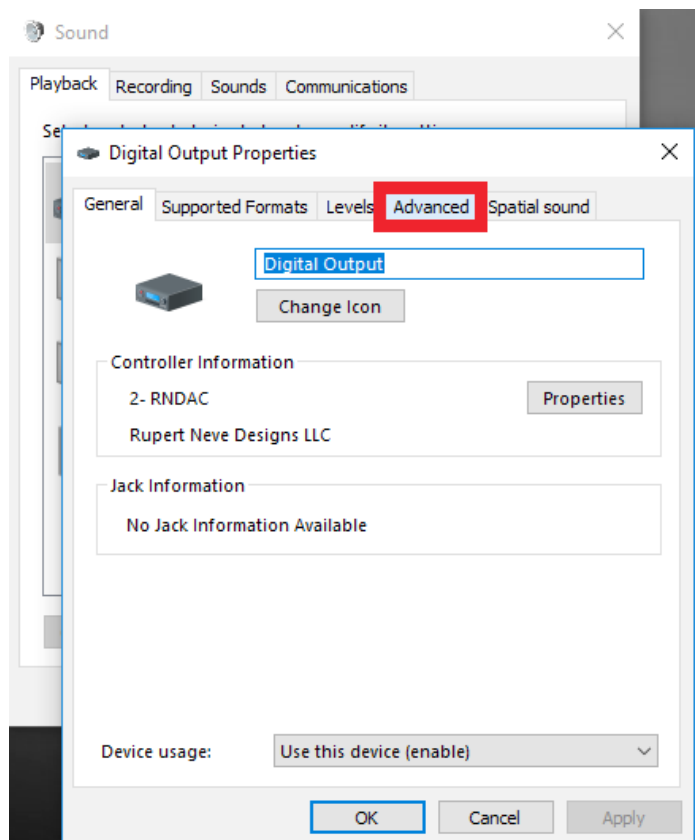 Sound
Playback Recording Sounds Communications
Digital Output Properties
General Supported Formats Levels Advanced Spatial sound
Digital Output
Change Icon
Controller Information
2- RNDAC
Properties
Rupert Neve Designs LLC
Jack Information
No Jack Information Available
Device usage:
Use this device (enable)
OK Cancel Apply